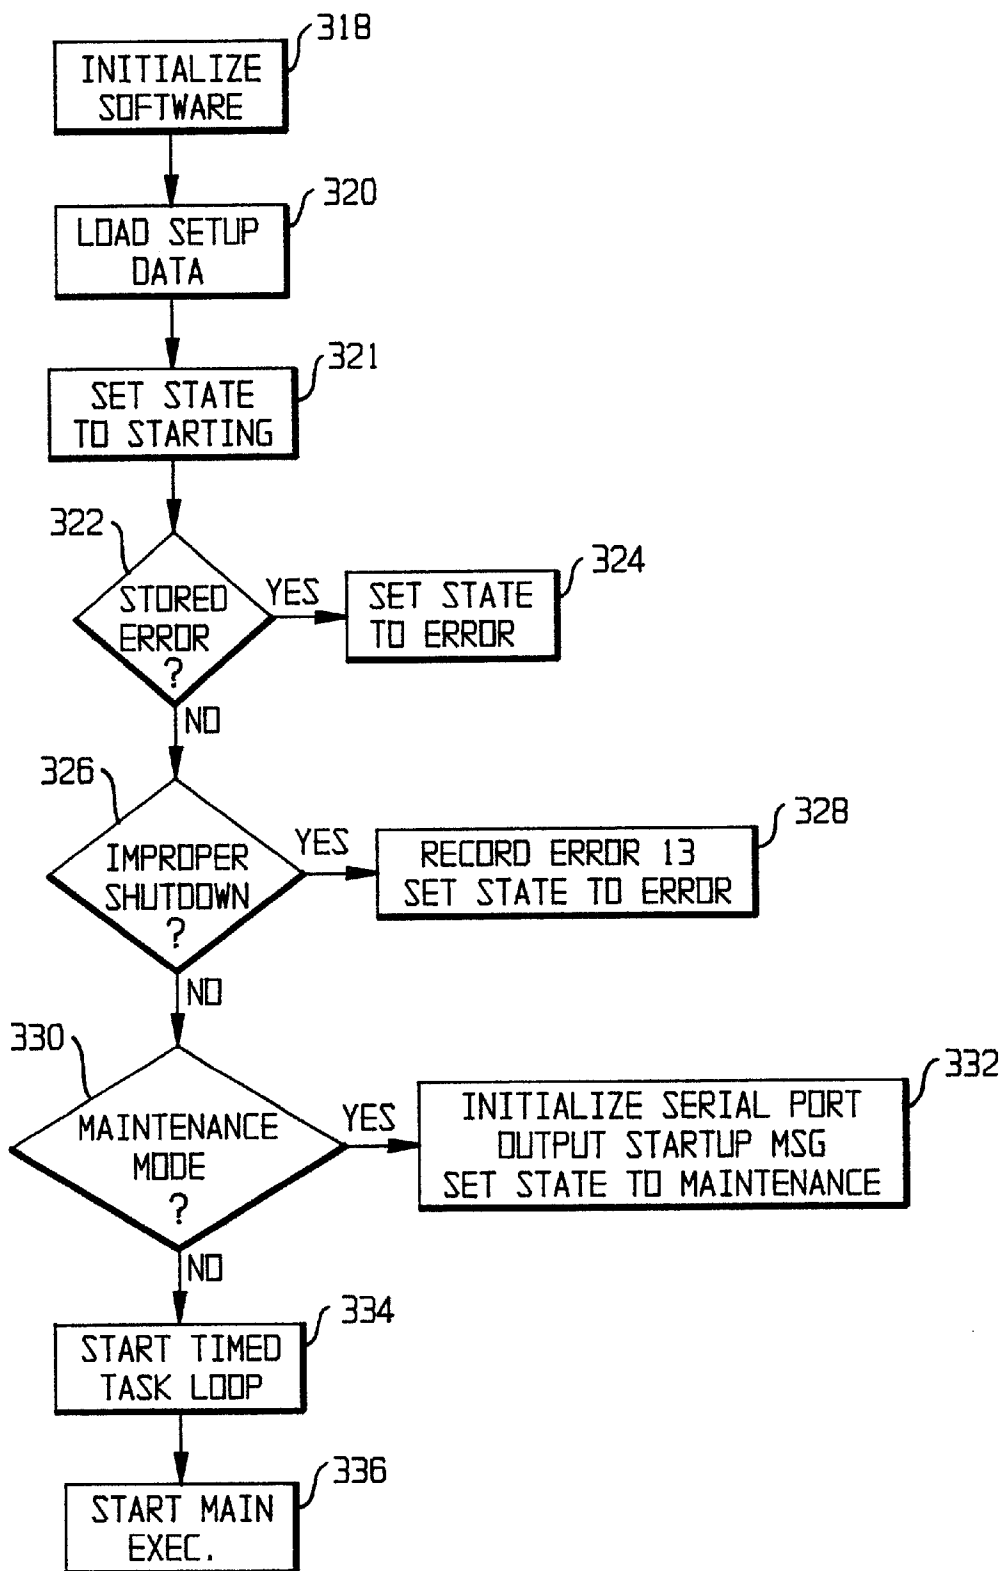 318
INITIALIZE
SOFTWARE
320
LOAD SETUP
DATA
321
SET STATE
TO STARTING
322
STORED
ERROR
?
YES
324
SET STATE
TO ERROR
NO
326
IMPROPER
SHUTDOWN
?
YES
328
RECORD ERROR 13
SET STATE TO ERROR
NO
330
MAINTENANCE
MODE
?
YES
332
INITIALIZE SERIAL PORT
OUTPUT STARTUP MSG
SET STATE TO MAINTENANCE
NO
334
START TIMED
TASK LOOP
336
START MAIN
EXEC.